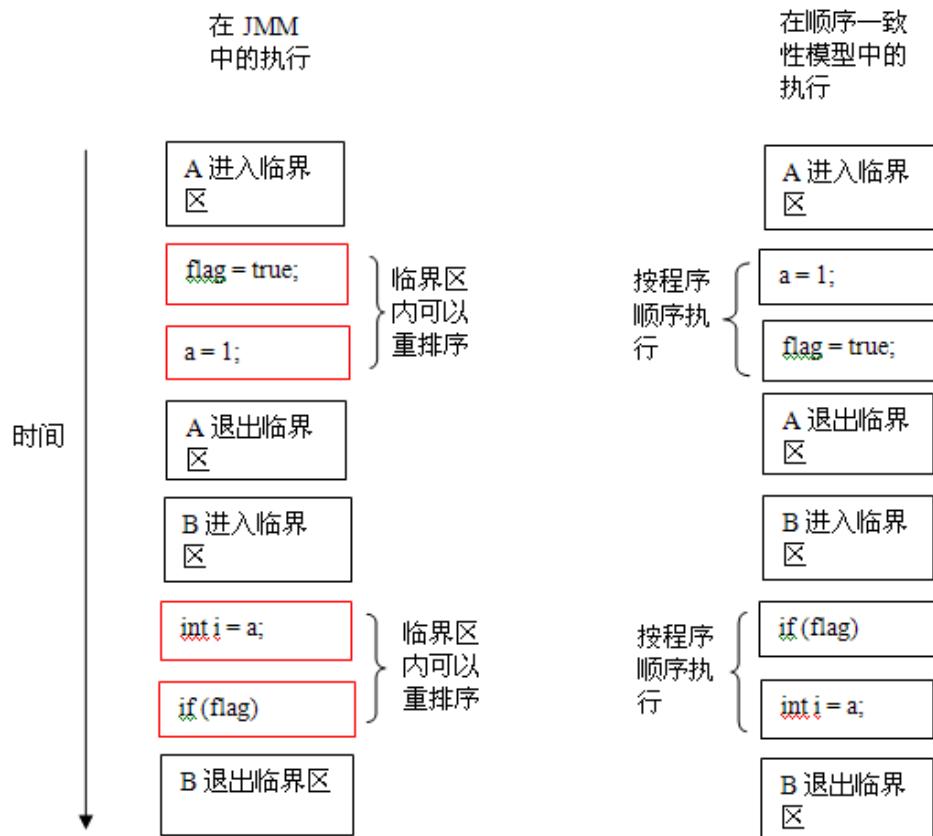 在 JMM
中的执行
在顺序一致
性模型中的
执行
A 进入临界
区
flag = true;
a = 1;
临界区
内可以
重排序
A 退出临界
区
B 进入临界
区
int i = a;
if (flag)
临界区
内可以
重排序
B 退出临界区
时间
A 进入临界
区
a = 1;
flag = true;
按程序
顺序执
行
A 退出临界
区
B 进入临界
区
if (flag)
int i = a;
按程序
顺序执
行
B 退出临界
区